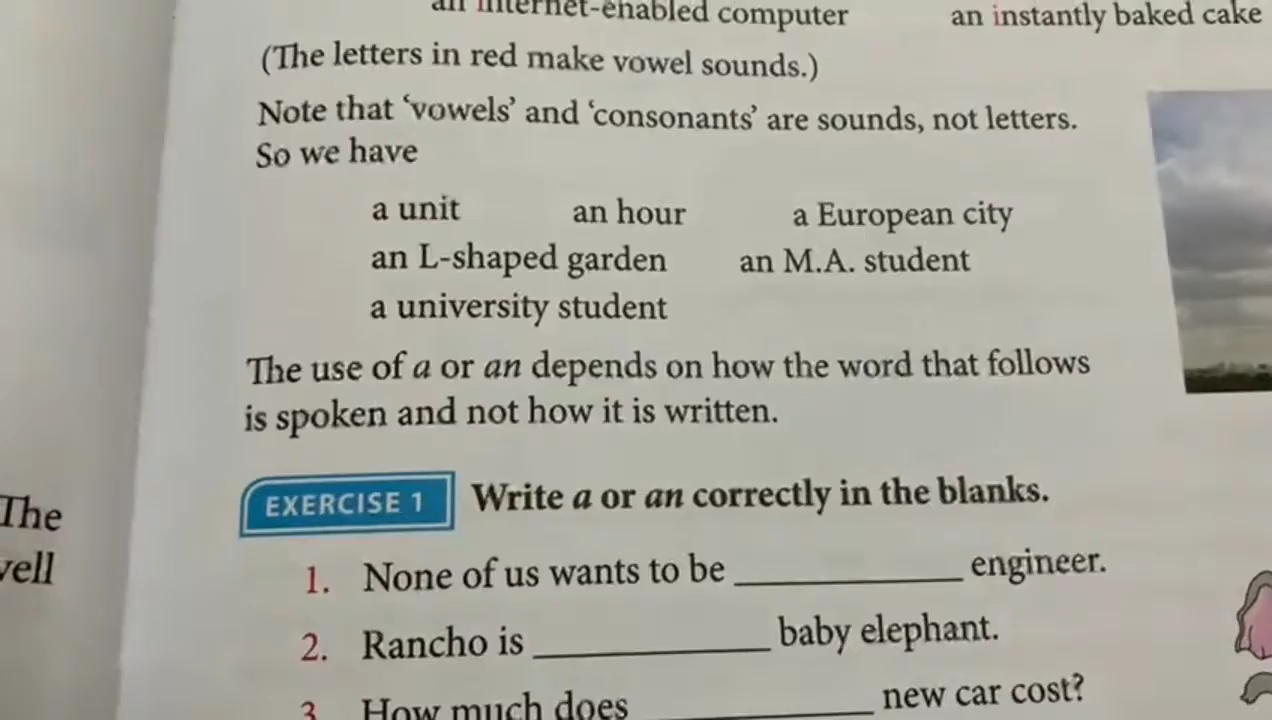 an internet-enabled computer an instantly baked cake
(The letters in red make vowel sounds.)
Note that ‘vowels’ and ‘consonants’ are sounds, not letters.
So we have
a unit an hour a European city
an L-shaped garden an M.A. student
a university student
The use of a or an depends on how the word that follows
is spoken and not how it is written.
EXERCISE 1 Write a or an correctly in the blanks.
The
1. None of us wants to be ____________ engineer.
2. Rancho is ____________ baby elephant.
3. How much does ____________ new car cost?